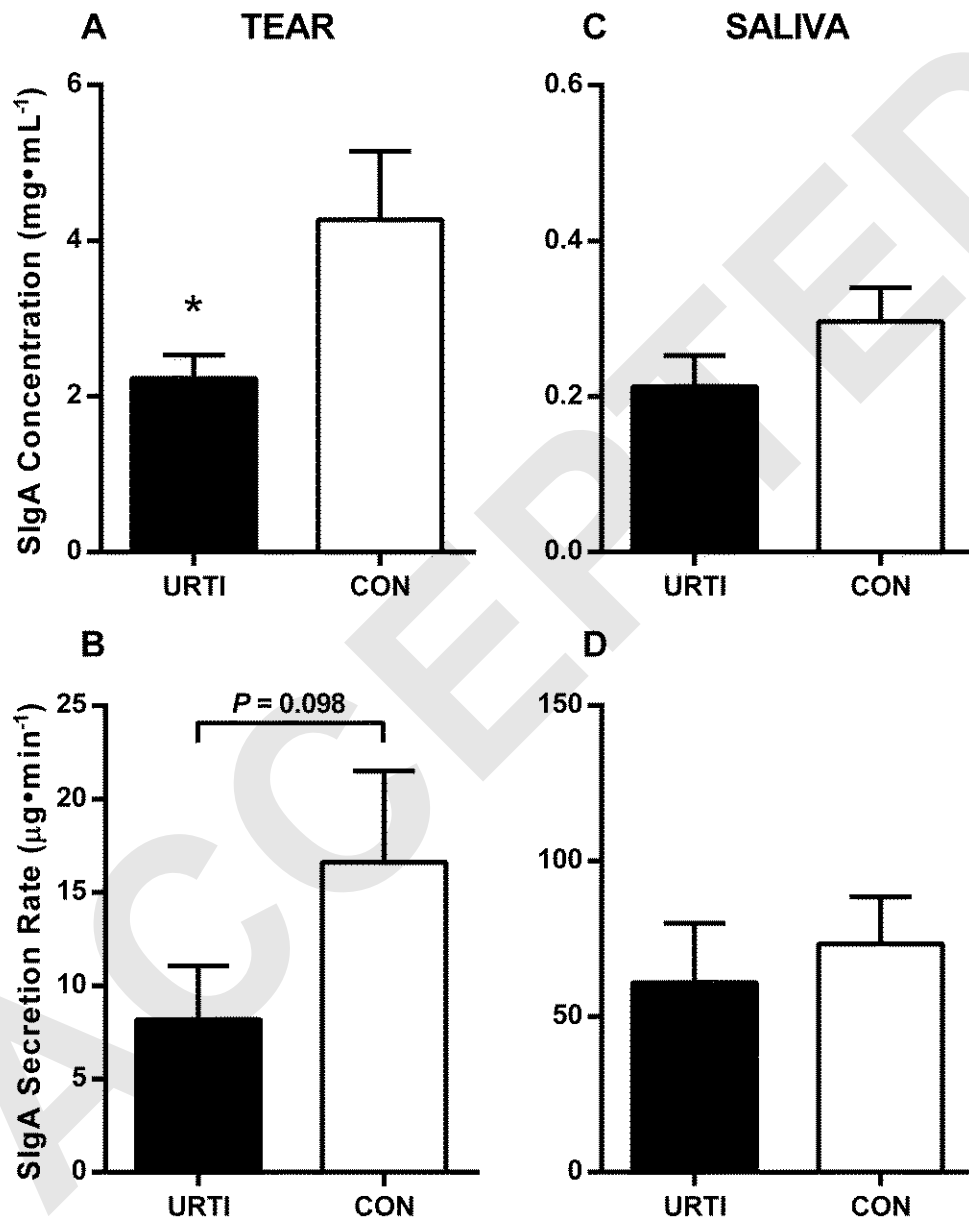 A TEAR
SIgA Concentration (mg•mL-1)
6
4
2
0
*
URTI CON
C SALIVA
0.6
0.4
0.2
0.0
URTI CON
B
SIgA Secretion Rate (µg•min-1)
25
20
15
10
5
0
P = 0.098
URTI CON
D
150
100
50
0
URTI CON
ACCEPTED